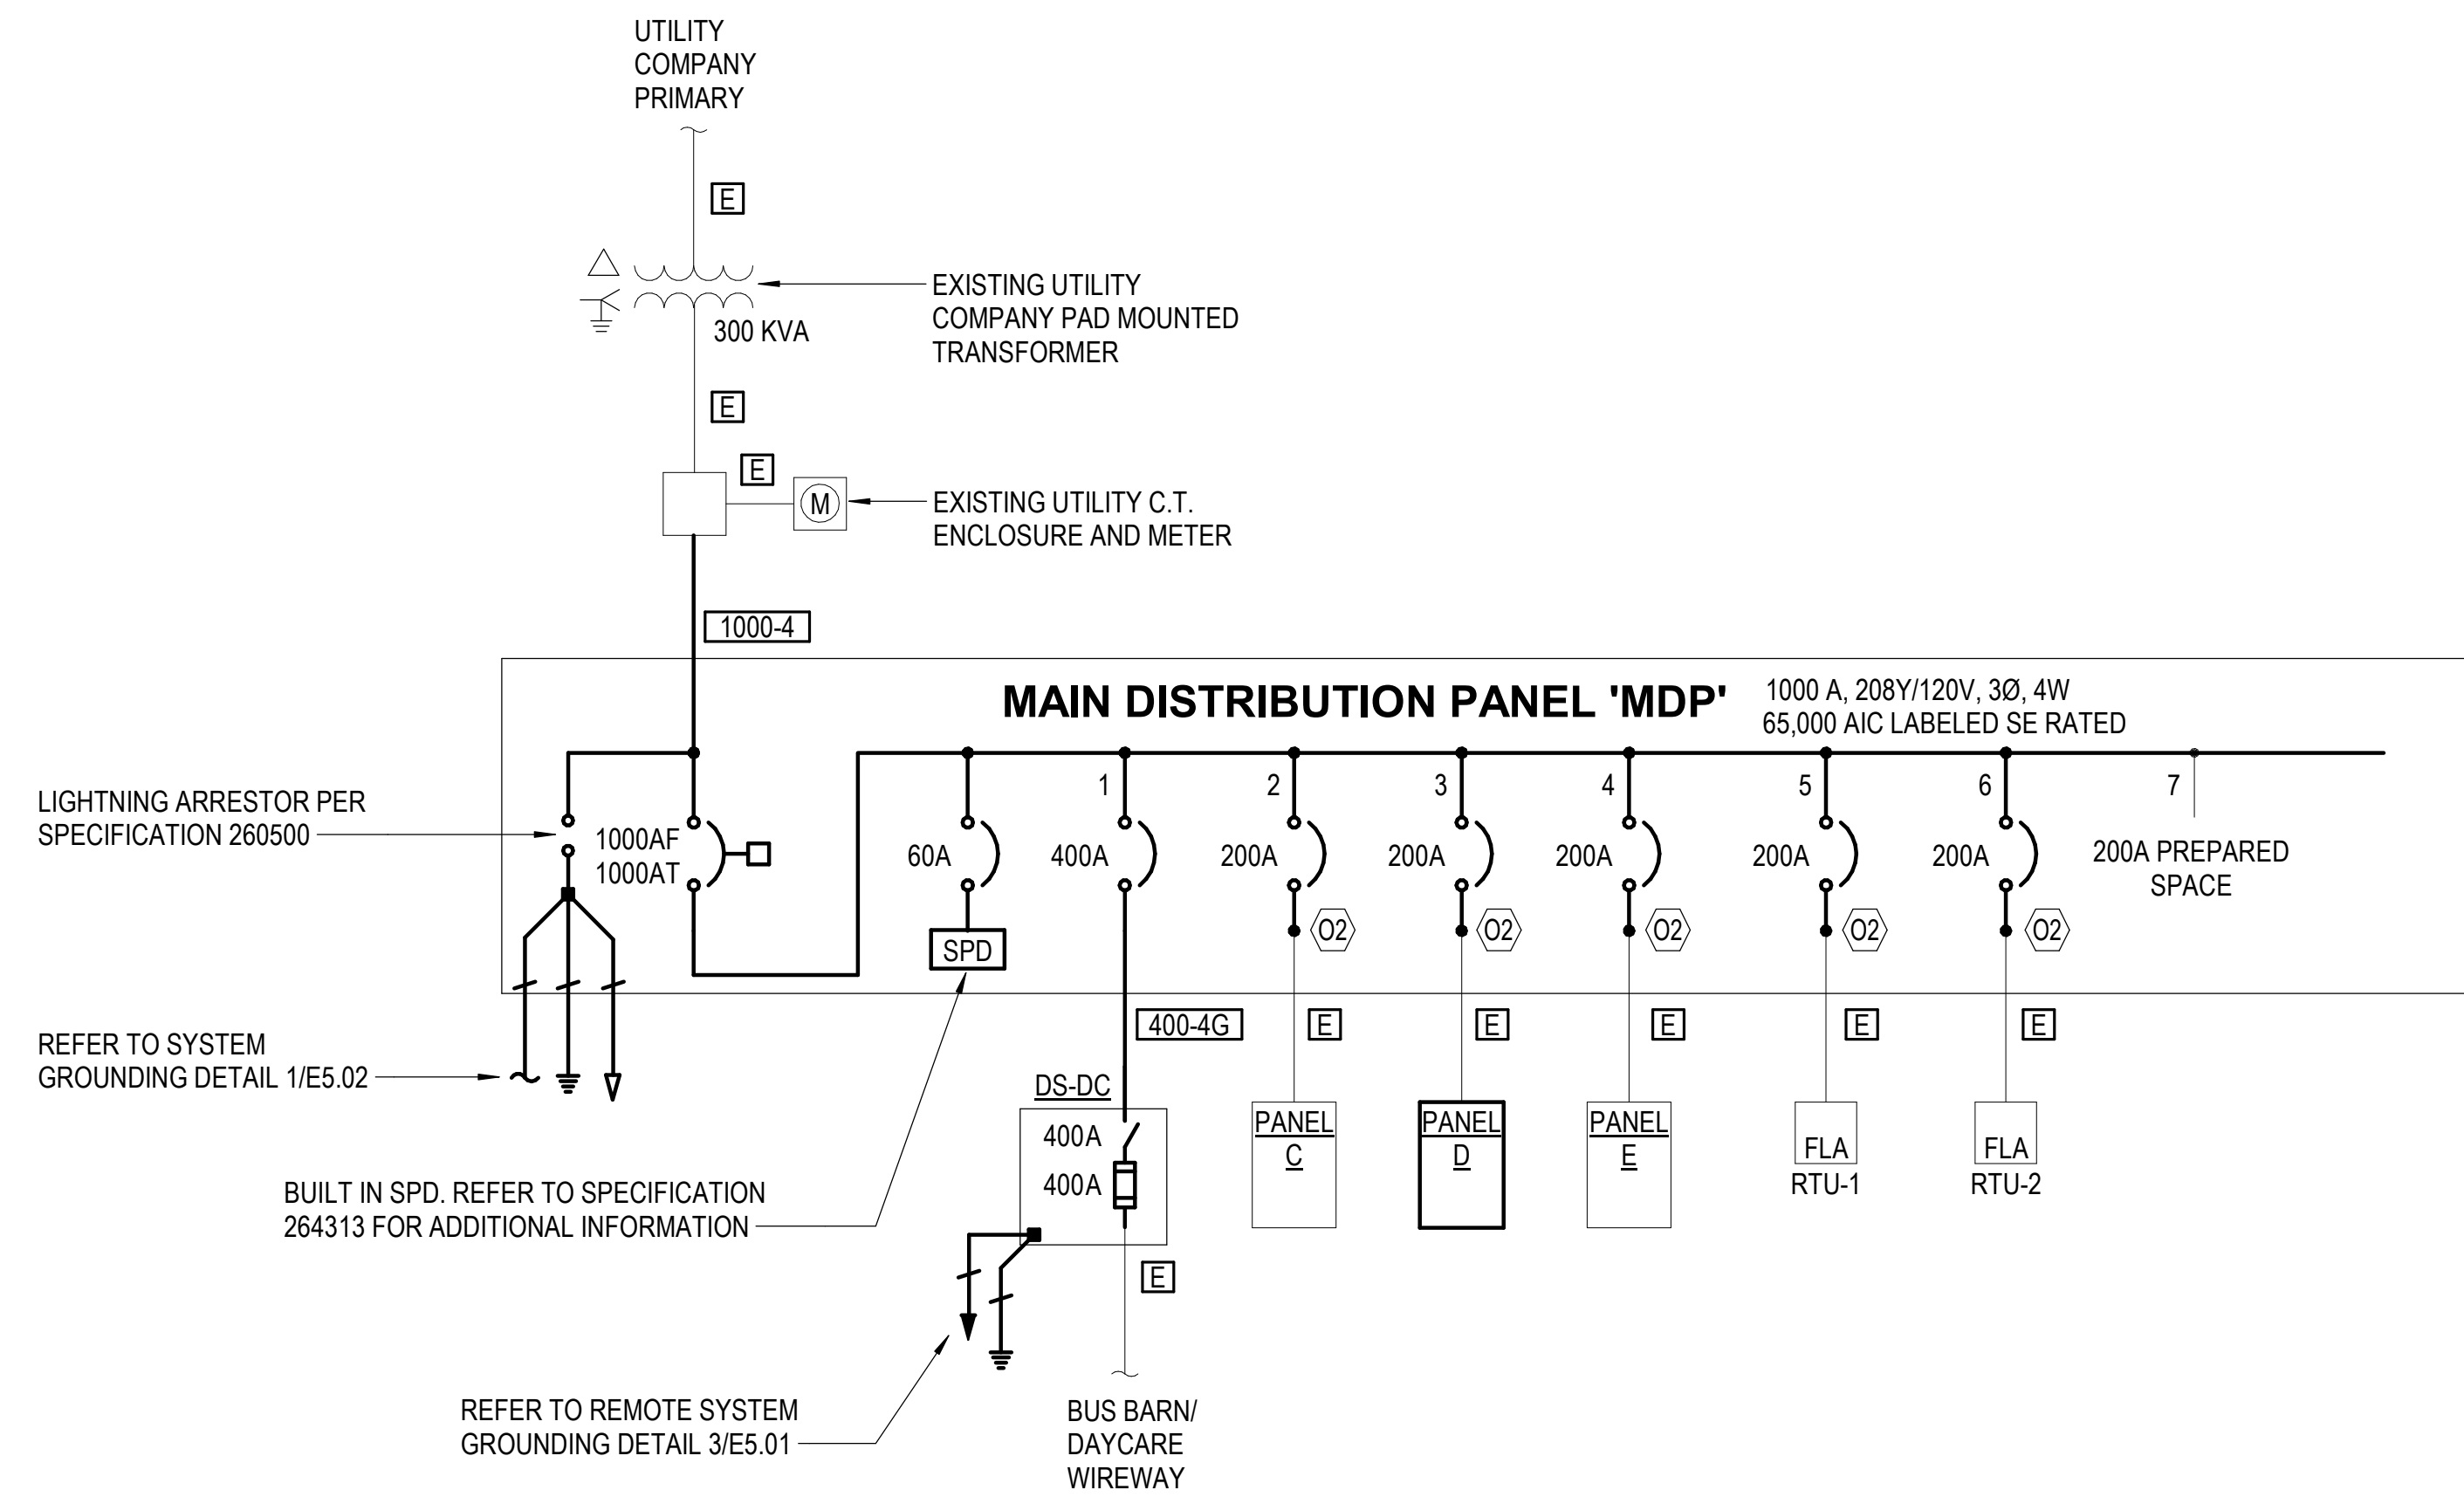 UTILITY
COMPANY
PRIMARY
E
EXISTING UTILITY
COMPANY PAD MOUNTED
TRANSFORMER
300 KVA
E
E
M
EXISTING UTILITY C.T.
ENCLOSURE AND METER
1000-4
MAIN DISTRIBUTION PANEL 'MDP'
1000 A, 208Y/120V, 3Ø, 4W
65,000 AIC LABELED SE RATED
LIGHTNING ARRESTOR PER
SPECIFICATION 260500
1000AF
1000AT
60A
1
400A
2
200A
3
200A
4
200A
5
200A
6
200A
7
200A PREPARED
SPACE
SPD
O2
O2
O2
O2
O2
REFER TO SYSTEM
GROUNDING DETAIL 1/E5.02
400-4G
E
E
E
E
E
DS-DC
400A
400A
PANEL
C
PANEL
D
PANEL
E
FLA
RTU-1
FLA
RTU-2
BUILT IN SPD. REFER TO SPECIFICATION
264313 FOR ADDITIONAL INFORMATION
E
REFER TO REMOTE SYSTEM
GROUNDING DETAIL 3/E5.01
BUS BARN/
DAYCARE
WIREWAY